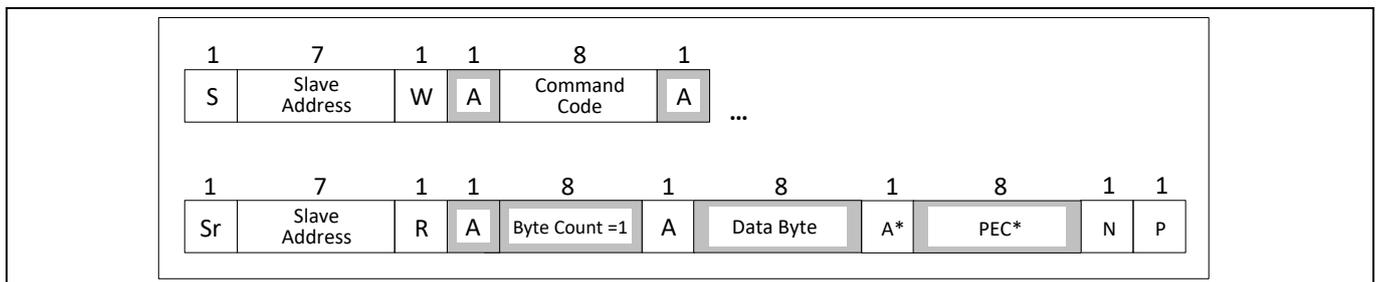 1 7 1 1 8 1
S Slave Address W A Command Code A ...
1 7 1 1 8 1 8 1 8 1 1
Sr Slave Address R A Byte Count =1 A Data Byte A* PEC* N P